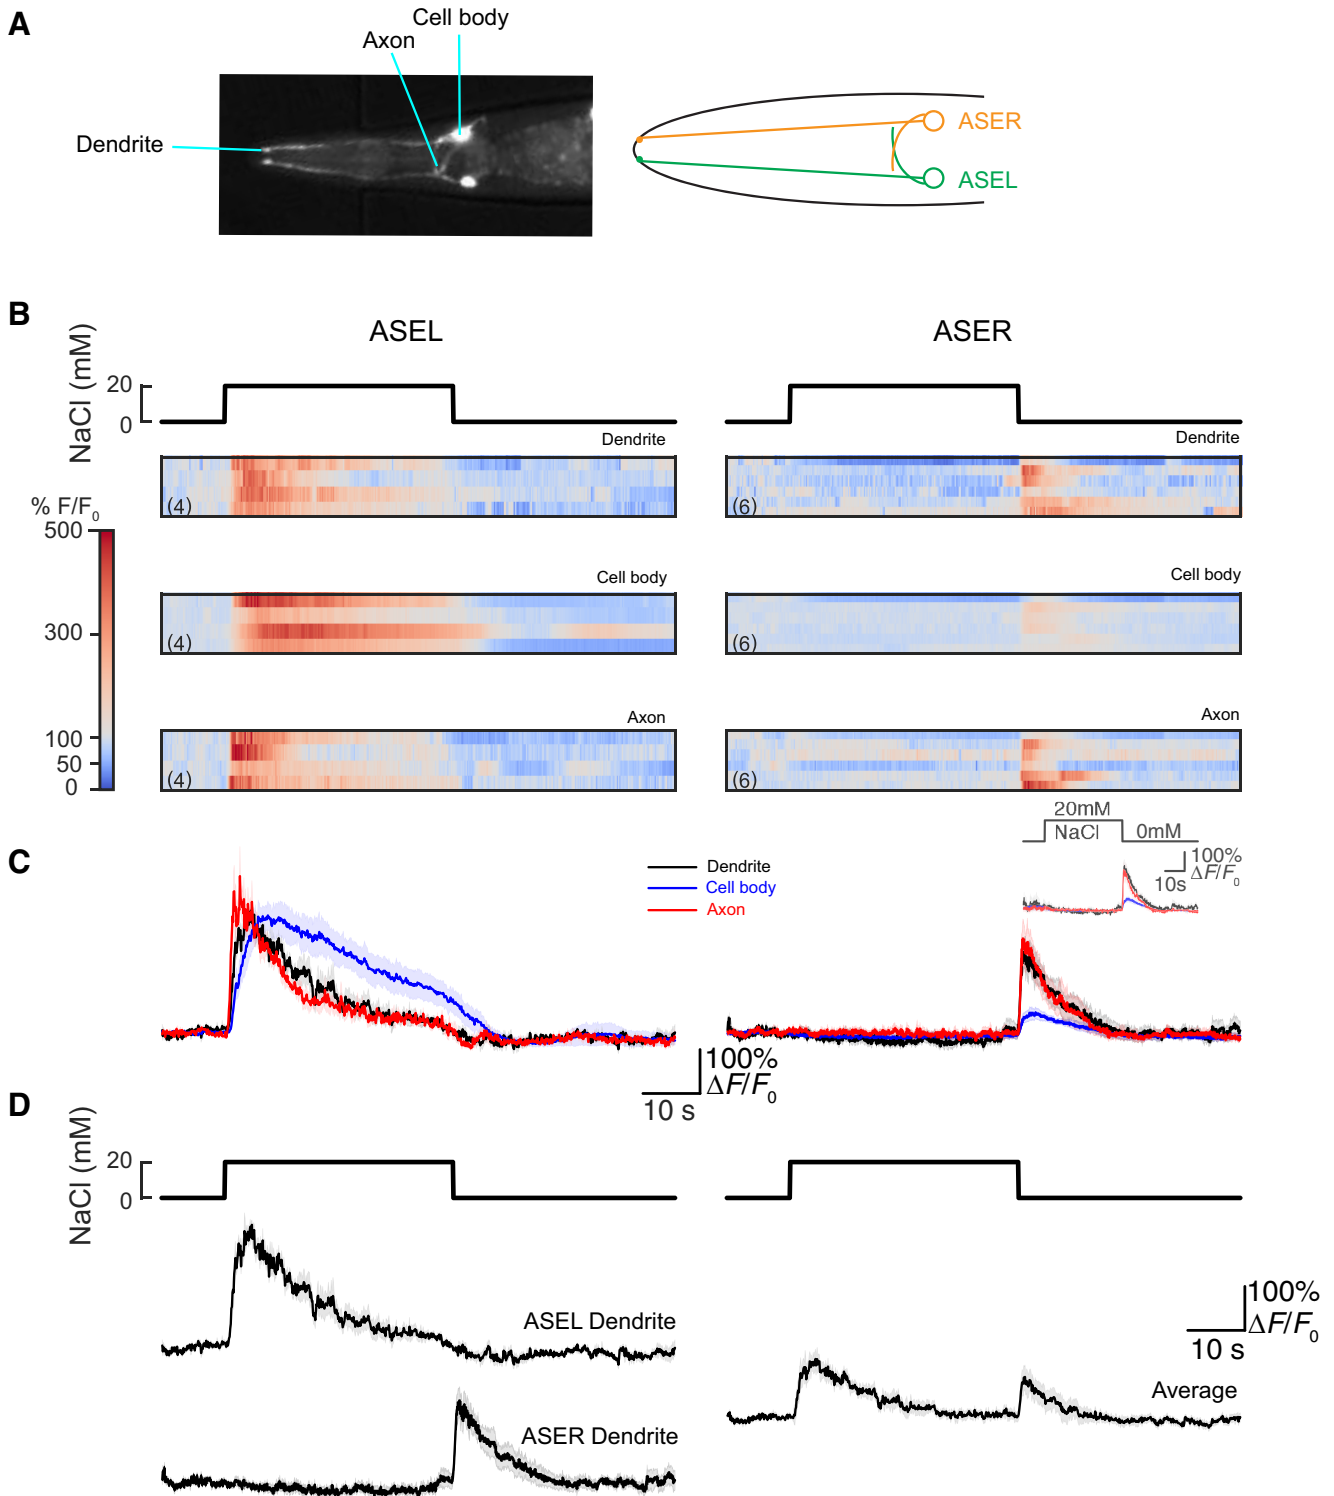 A
Cell body
Axon
Dendrite
ASER
ASEL
B
ASEL
ASER
NaCl (mM)
20
0
Dendrite
Dendrite
(4)
(6)
% F/F0
500
300
100
50
0
Cell body
Cell body
(4)
(6)
Axon
Axon
(4)
(6)
C
Dendrite
Cell body
Axon
20mM
NaCl
0mM
100%
ΔF/F0
10s
100%
ΔF/F0
10 s
D
NaCl (mM)
20
0
ASEL Dendrite
ASER Dendrite
100%
ΔF/F0
10 s
Average